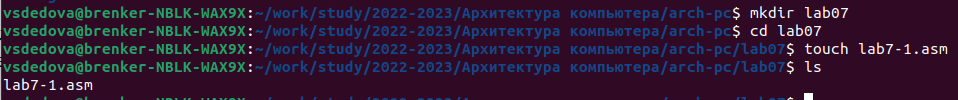 vsdedova@brenker-NBLK-WAX9X:~/work/study/2022-2023/Архитектура компьютера/arch-pc$ mkdir lab07
vsdedova@brenker-NBLK-WAX9X:~/work/study/2022-2023/Архитектура компьютера/arch-pc$ cd lab07
vsdedova@brenker-NBLK-WAX9X:~/work/study/2022-2023/Архитектура компьютера/arch-pc/lab07$ touch lab7-1.asm
vsdedova@brenker-NBLK-WAX9X:~/work/study/2022-2023/Архитектура компьютера/arch-pc/lab07$ ls
lab7-1.asm